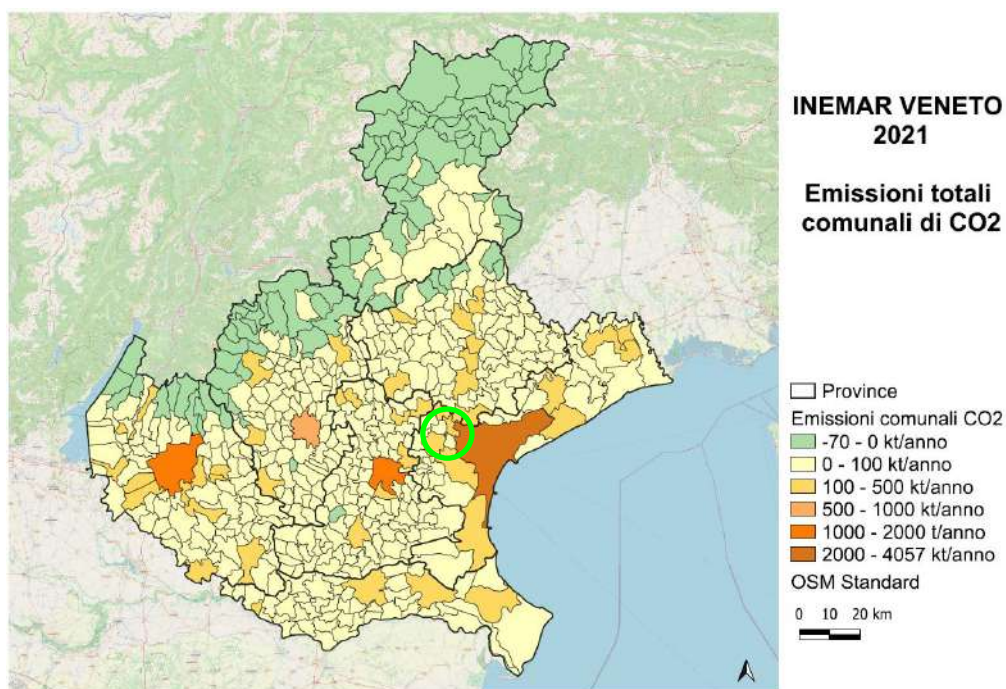 INEMAR VENETO
2021
Emissioni totali
comunali di CO2
Province
Emissioni comunali CO2
-70 - 0 kt/anno
0 - 100 kt/anno
100 - 500 kt/anno
500 - 1000 kt/anno
1000 - 2000 t/anno
2000 - 4057 kt/anno
OSM Standard
0 10 20 km